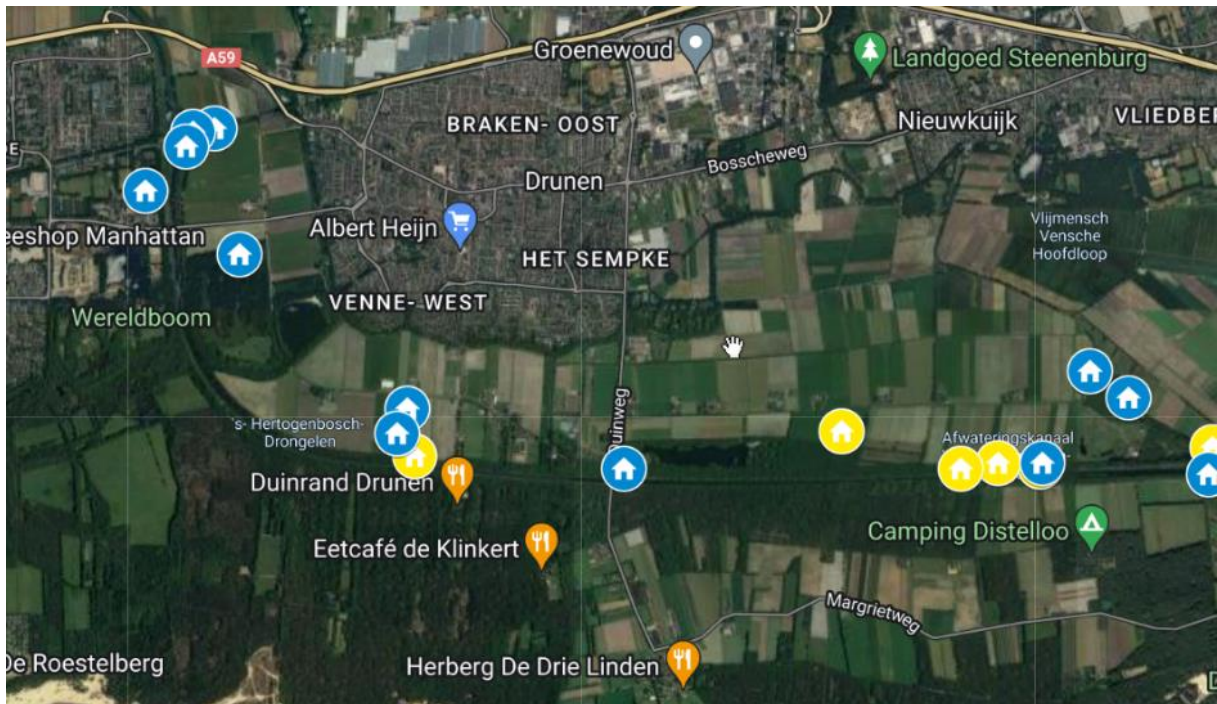 A59
Groenewoud
Landgoed Steenenburg
BRAKEN- OOST
Nieuwkuijk
VLIEDBE
DE
Bosscheweg
Drunen
eeshop Manhattan
Albert Heijn
Vlijmensch
Vensche
Hoofdloop
HET SEMPKE
VENNE- WEST
Wereldboom
uinweg
's- Hertogenbosch-
Drongelen
Afwateringskanaal
Duinrand Drunen
Camping Distelloo
Eetcafé de Klinkert
Margrietweg
De Roestelberg
Herberg De Drie Linden